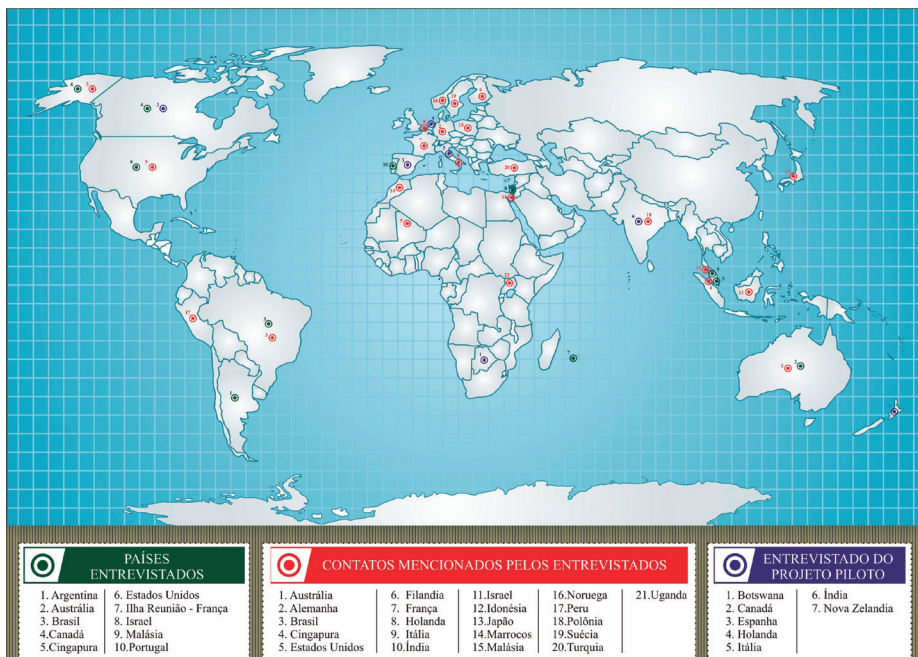 PAÍSES
ENTREVISTADOS
1. Argentina
2. Austrália
3. Brasil
4.Canadá
5.Cingapura
6. Estados Unidos
7. Ilha Reunião - França
8. Israel
9. Malásia
10.Portugal
CONTATOS MENCIONADOS PELOS ENTREVISTADOS
1. Austrália
2. Alemanha
3. Brasil
4. Cingapura
5. Estados Unidos
6. Filandia
7. França
8. Holanda
9. Itália
10.Índia
11.Israel
12.Idonésia
13.Japão
14.Marrocos
15.Malásia
16.Noruega
17.Peru
18.Polônia
19.Suécia
20.Turquia
21.Uganda
ENTREVISTADO DO
PROJETO PILOTO
1. Botswana
2. Canadá
3. Espanha
4. Holanda
5. Itália
6. Índia
7. Nova Zelandia